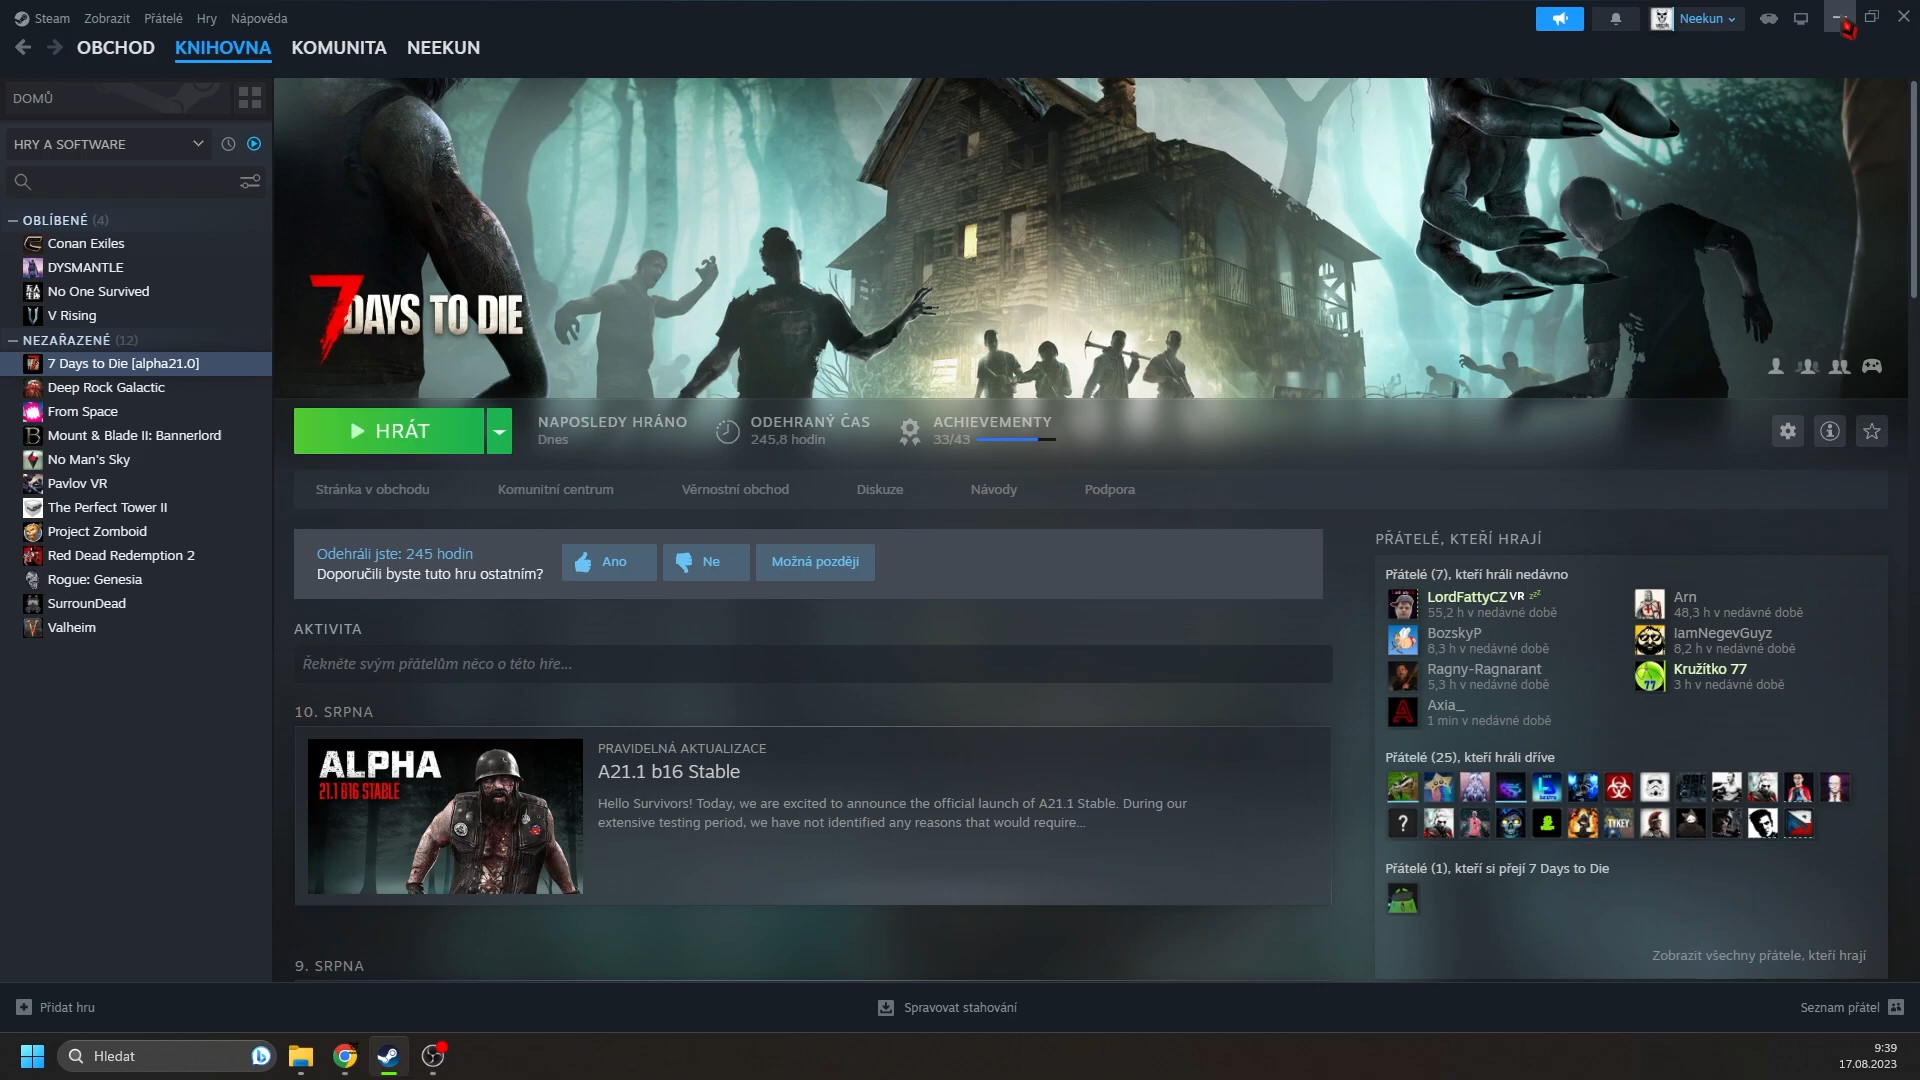 Steam Zobrazit Přátelé Hry Nápověda
Neekun
OBCHOD KNIHOVNA KOMUNITA NEEKUN
DOMŮ
HRY A SOFTWARE
OBLÍBENÉ (4)
Conan Exiles
DYSMANTLE
No One Survived
V Rising
NEZAŘAZENÉ (12)
7 Days to Die [alpha21.0]
Deep Rock Galactic
From Space
Mount & Blade II: Bannerlord
No Man's Sky
Pavlov VR
The Perfect Tower II
Project Zomboid
Red Dead Redemption 2
Rogue: Genesia
SurrounDead
Valheim
7 DAYS TO DIE
HRÁT
NAPOSLEDY HRÁNO
Dnes
ODEHRANÝ ČAS
245,8 hodin
ACHIEVEMENTY
33/43
Stránka v obchodu Komunitní centrum Věrnostní obchod Diskuze Návody Podpora
Odehráli jste: 245 hodin
Doporučili byste tuto hru ostatním?
Ano Ne Možná později
AKTIVITA
Řekněte svým přátelům něco o této hře...
10. SRPNA
ALPHA
21.1 B16 STABLE
PRAVIDELNÁ AKTUALIZACE
A21.1 b16 Stable
Hello Survivors! Today, we are excited to announce the official launch of A21.1 Stable. During our
extensive testing period, we have not identified any reasons that would require...
9. SRPNA
PŘÁTELÉ, KTEŘÍ HRAJÍ
Přátelé (7), kteří hráli nedávno
LordFattyCZ VR zzZ
55,2 h v nedávné době
Arn
48,3 h v nedávné době
BozskyP
8,3 h v nedávné době
IamNegevGuyz
8,2 h v nedávné době
Ragny-Ragnarant
5,3 h v nedávné době
77
Kružítko 77
3 h v nedávné době
Axia_
1 min v nedávné době
Přátelé (25), kteří hráli dříve
?
TYKEY
Přátelé (1), kteří si přejí 7 Days to Die
Zobrazit všechny přátele, kteří hrají
Přidat hru
Spravovat stahování
Seznam přátel
Hledat
9:39
17.08.2023